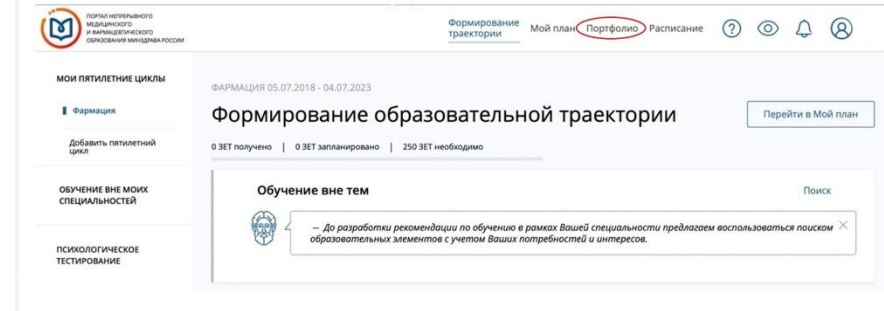 ПОРТАЛ НЕПРЕРЫВНОГО
МЕДИЦИНСКОГО
И ФАРМАЦЕВТИЧЕСКОГО
ОБРАЗОВАНИЯ МИНЗДРАВА РОССИИ
Формирование траектории
Мой план
Портфолио
Расписание
МОИ ПЯТИЛЕТНИЕ ЦИКЛЫ
Фармация
Добавить пятилетний
цикл
ОБУЧЕНИЕ ВНЕ МОИХ
СПЕЦИАЛЬНОСТЕЙ
ПСИХОЛОГИЧЕСКОЕ
ТЕСТИРОВАНИЕ
ФАРМАЦИЯ 05.07.2018 - 04.07.2023
Формирование образовательной траектории
Перейти в Мой план
0 ЗЕТ получено | 0 ЗЕТ запланировано | 250 ЗЕТ необходимо
Обучение вне тем
Поиск
— До разработки рекомендации по обучению в рамках Вашей специальности предлагаем воспользоваться поиском
образовательных элементов с учетом Ваших потребностей и интересов.